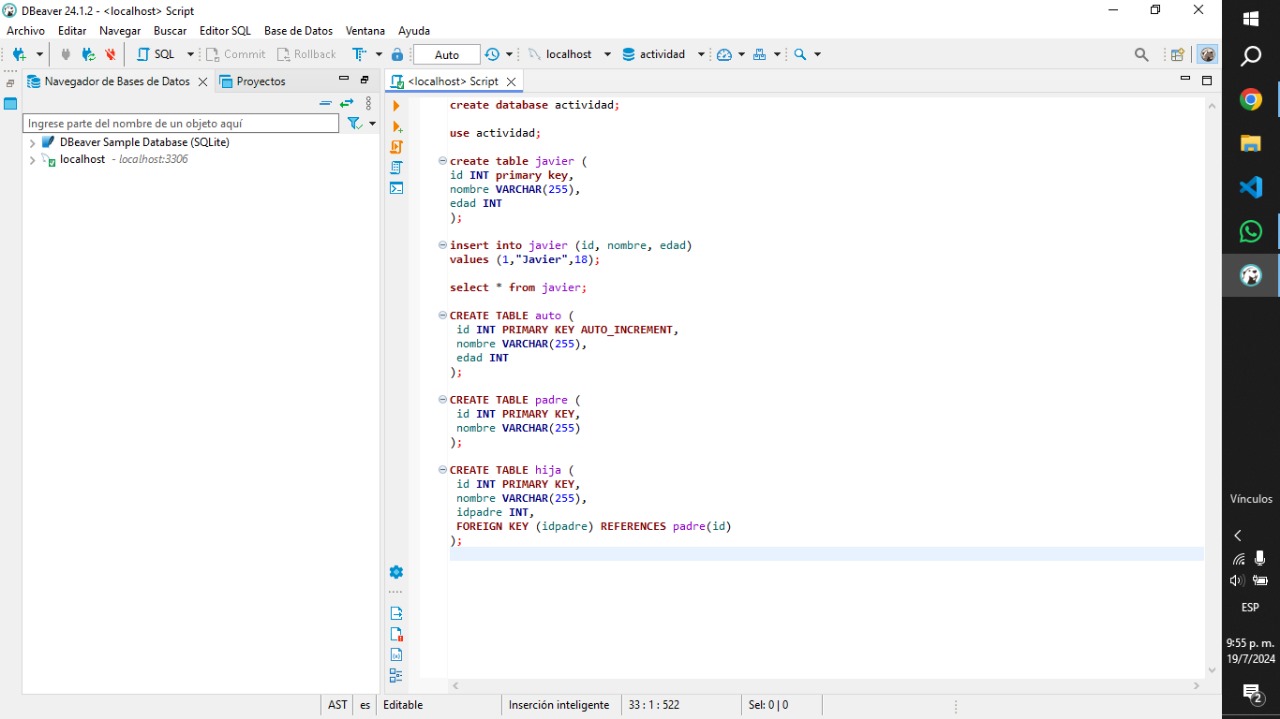 DBeaver 24.1.2 - <localhost> Script
Archivo Editar Navegar Buscar Editor SQL Base de Datos Ventana Ayuda
SQL Commit Rollback Auto localhost actividad
Navegador de Bases de Datos Proyectos
<localhost> Script
Ingrese parte del nombre de un objeto aquí
DBeaver Sample Database (SQLite)
localhost - localhost:3306
create database actividad;
use actividad;
create table javier (
id INT primary key,
nombre VARCHAR(255),
edad INT
);
insert into javier (id, nombre, edad)
values (1,"Javier",18);
select * from javier;
CREATE TABLE auto (
id INT PRIMARY KEY AUTO_INCREMENT,
nombre VARCHAR(255),
edad INT
);
CREATE TABLE padre (
id INT PRIMARY KEY,
nombre VARCHAR(255)
);
CREATE TABLE hija (
id INT PRIMARY KEY,
nombre VARCHAR(255),
idpadre INT,
FOREIGN KEY (idpadre) REFERENCES padre(id)
);
AST es Editable Inserción inteligente 33 : 1 : 522 Sel: 0 | 0
Vínculos
ESP
9:55 p. m.
19/7/2024
2